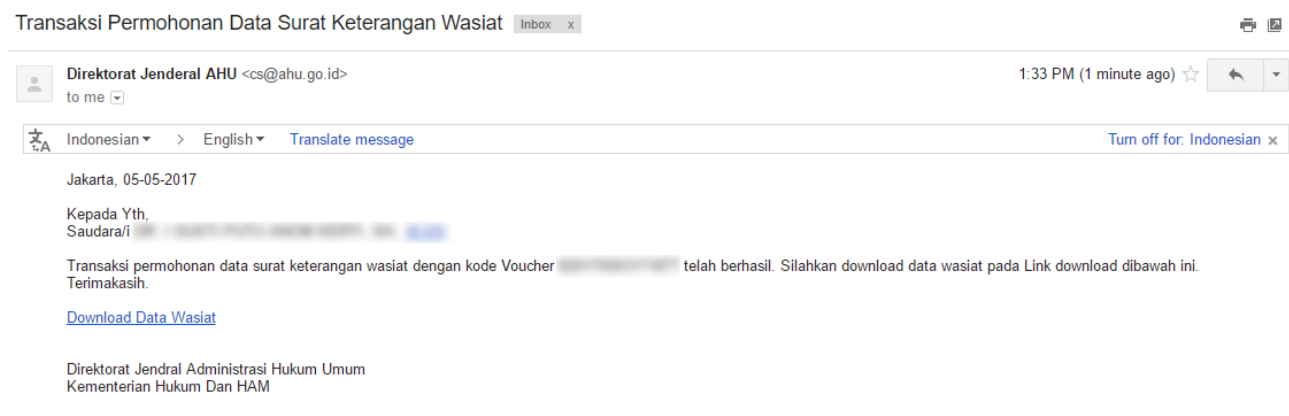 Transaksi Permohonan Data Surat Keterangan Wasiat Inbox x
Direktorat Jenderal AHU <cs@ahu.go.id> 1:33 PM (1 minute ago)
to me
Indonesian > English Translate message Turn off for: Indonesian x
Jakarta, 05-05-2017
Kepada Yth,
Saudara/i
Transaksi permohonan data surat keterangan wasiat dengan kode Voucher telah berhasil. Silahkan download data wasiat pada Link download dibawah ini.
Terimakasih.
Download Data Wasiat
Direktorat Jendral Administrasi Hukum Umum
Kementerian Hukum Dan HAM